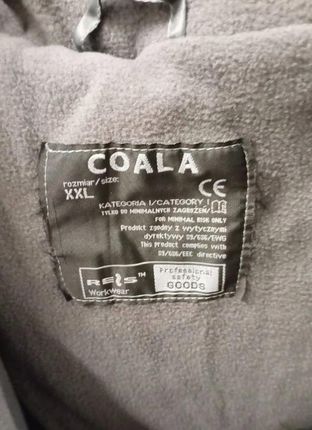 COALA
rozmiar/size:
XXL
CE
KATEGORIA I/CATEGORY I
TYLKO DO MINIMALNYCH ZAGROŻEŃ/
FOR MINIMAL RISK ONLY
Produkt zgodny z wytycznymi
dyrektywy 89/686/EWG
This product complies with
89/686/EEC directive
REIS™
Workwear
Professional
safety
GOODS